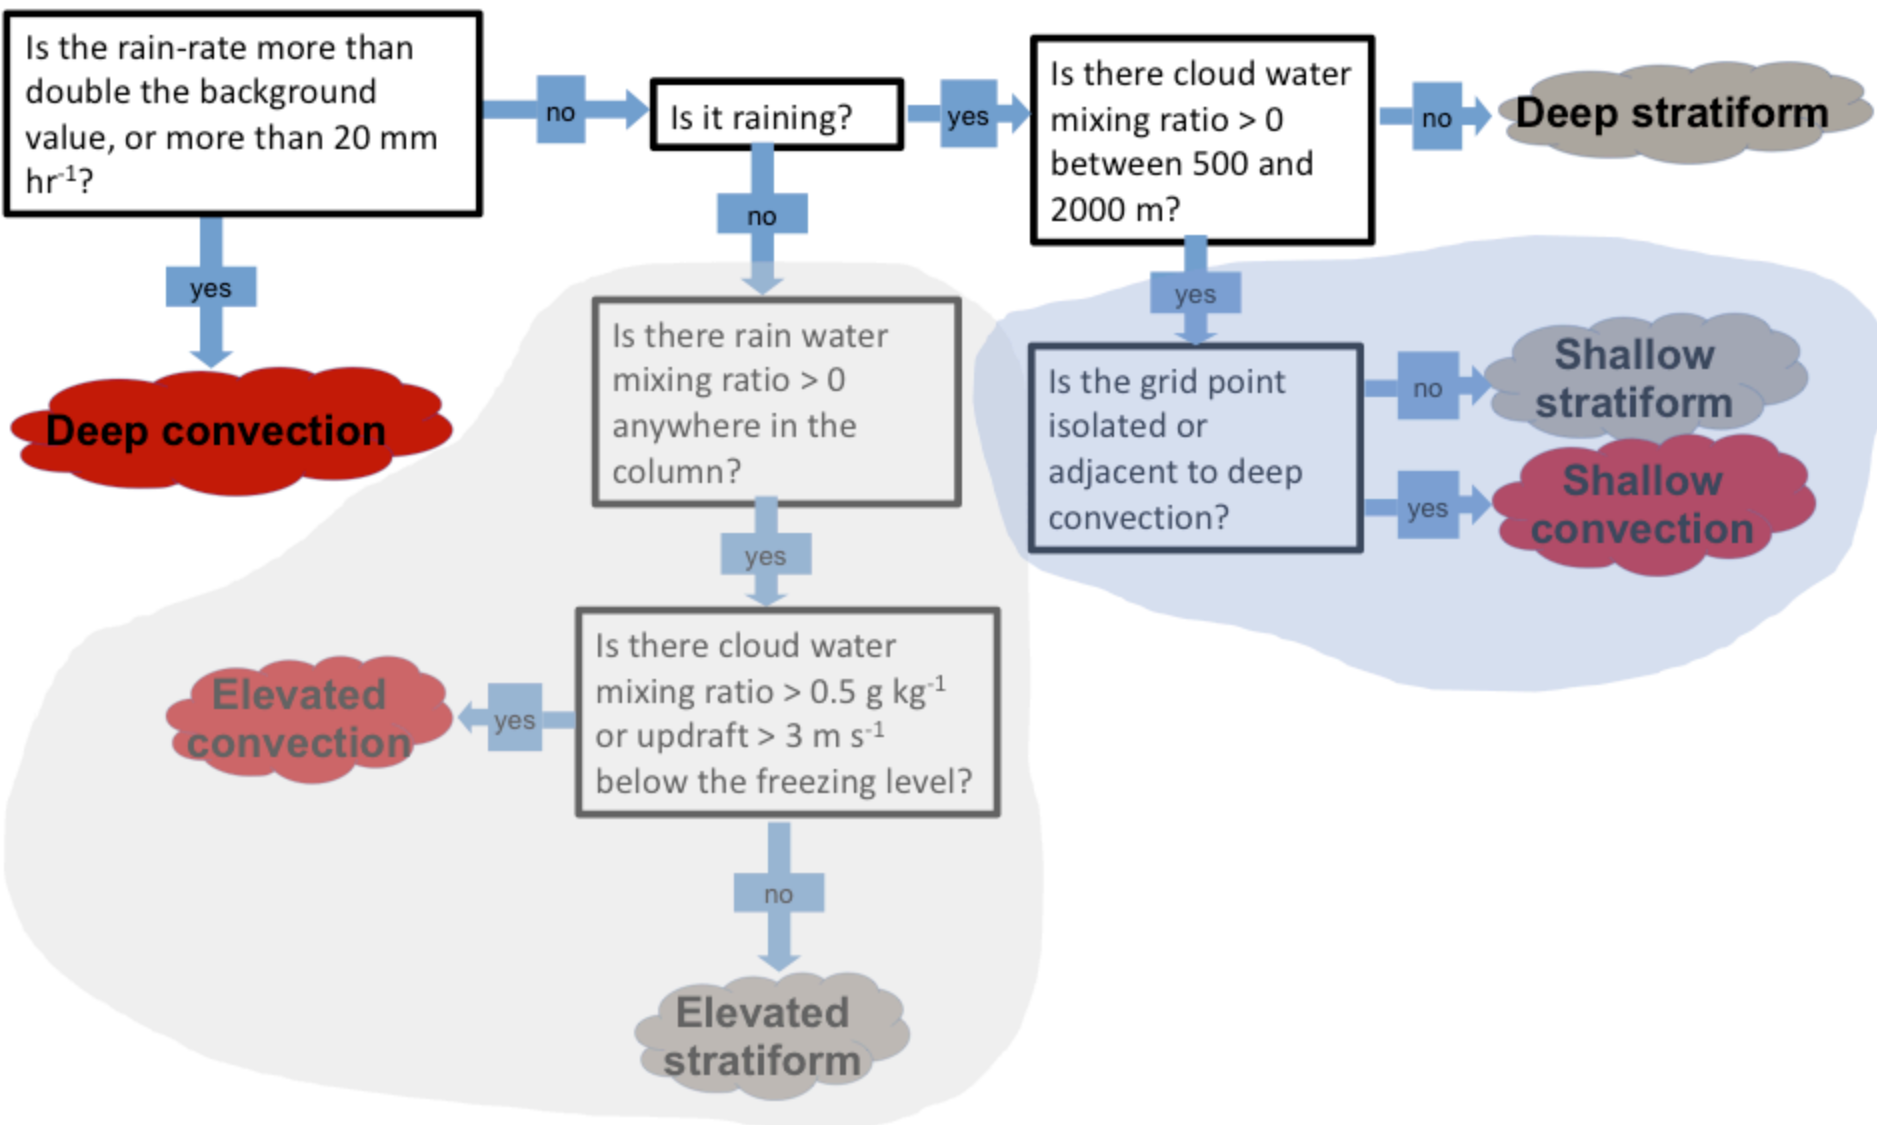 Is the rain-rate more than
double the background
value, or more than 20 mm
hr⁻¹?
no
Is it raining?
yes
Is there cloud water
mixing ratio > 0
between 500 and
2000 m?
no
Deep stratiform
yes
Deep convection
no
Is there rain water
mixing ratio > 0
anywhere in the
column?
yes
Is the grid point
isolated or
adjacent to deep
convection?
no
Shallow
stratiform
yes
Shallow
convection
yes
Is there cloud water
mixing ratio > 0.5 g kg⁻¹
or updraft > 3 m s⁻¹
below the freezing level?
yes
Elevated
convection
no
Elevated
stratiform